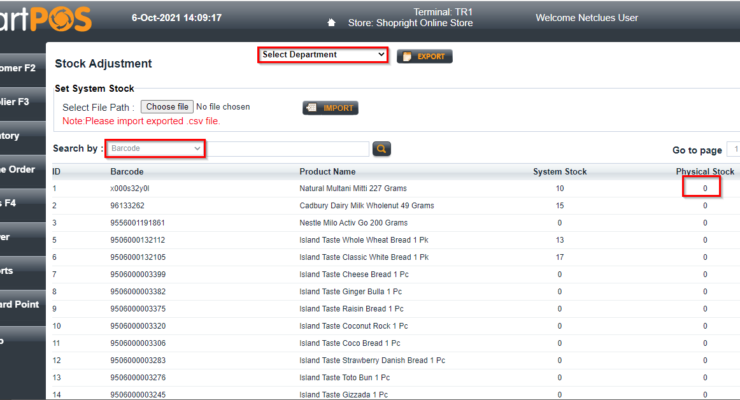 artPOS
6-Oct-2021 14:09:17
Terminal: TR1
Store: Shopright Online Store
Welcome Netclues User
omer F2
lier F3
tory
e Order
s F4
er
rts
ard Point
Select Department
EXPORT
Stock Adjustment
Set System Stock
Select File Path :
Choose file
No file chosen
IMPORT
Note:Please import exported .csv file.
Search by :
Barcode
Go to page
1
ID Barcode Product Name System Stock Physical Stock
1 x000s32y0l Natural Multani Mitti 227 Grams 10 0
2 96133262 Cadbury Dairy Milk Wholenut 49 Grams 15 0
3 9556001191861 Nestle Milo Activ Go 200 Grams 0 0
5 9506000132112 Island Taste Whole Wheat Bread 1 Pk 13 0
6 9506000132105 Island Taste Classic White Bread 1 Pk 17 0
7 9506000003399 Island Taste Cheese Bread 1 Pc 0 0
8 9506000003382 Island Taste Ginger Bulla 1 Pc 0 0
9 9506000003375 Island Taste Raisin Bread 1 Pc 0 0
10 9506000003320 Island Taste Coconut Rock 1 Pc 0 0
11 9506000003306 Island Taste Coco Bread 1 Pc 0 0
12 9506000003283 Island Taste Strawberry Danish Bread 1 Pc 0 0
13 9506000003276 Island Taste Toto Bun 1 Pc 0 0
14 9506000003245 Island Taste Gizzada 1 Pc 0 0